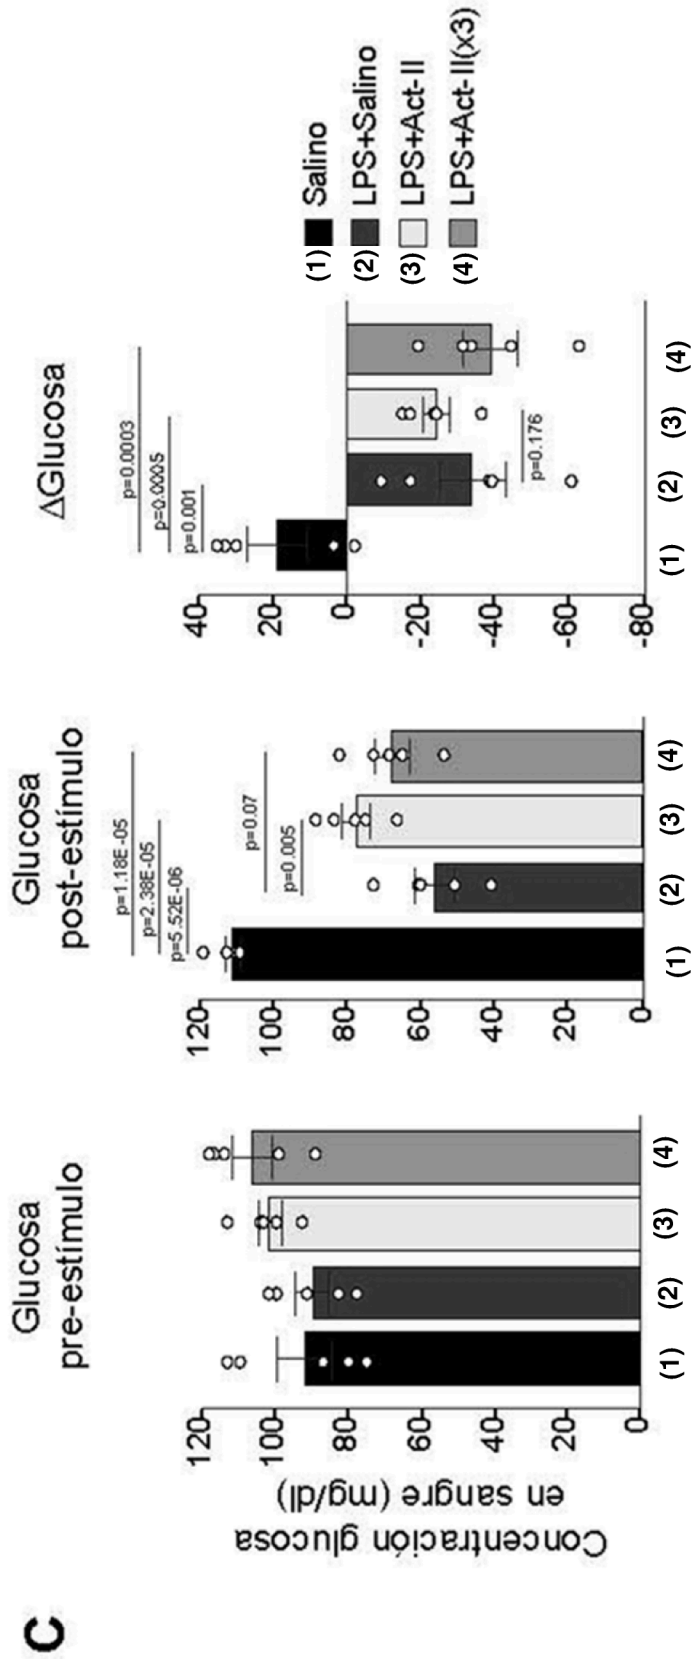 C
Concentración glucosa
en sangre (mg/dl)
Glucosa
pre-estímulo
120
100
80
60
40
20
0
(1)
(2)
(3)
(4)
Glucosa
post-estímulo
p=1.18E-05
p=2.38E-05
p=5.52E-06
p=0.07
p=0.005
120
100
80
60
40
20
0
(1)
(2)
(3)
(4)
ΔGlucosa
p=0.0003
p=0.0005
p=0.001
p=0.176
40
20
0
-20
-40
-60
-80
(1)
(2)
(3)
(4)
(1) Salino
(2) LPS+Salino
(3) LPS+Act-II
(4) LPS+Act-II(x3)